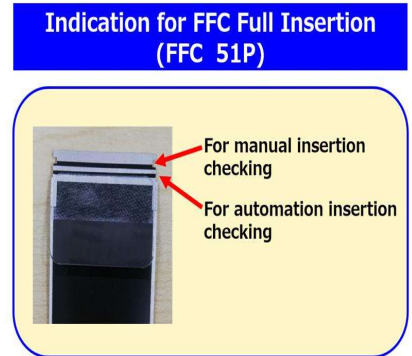 Indication for FFC Full Insertion
(FFC 51P)
For manual insertion
checking
For automation insertion
checking